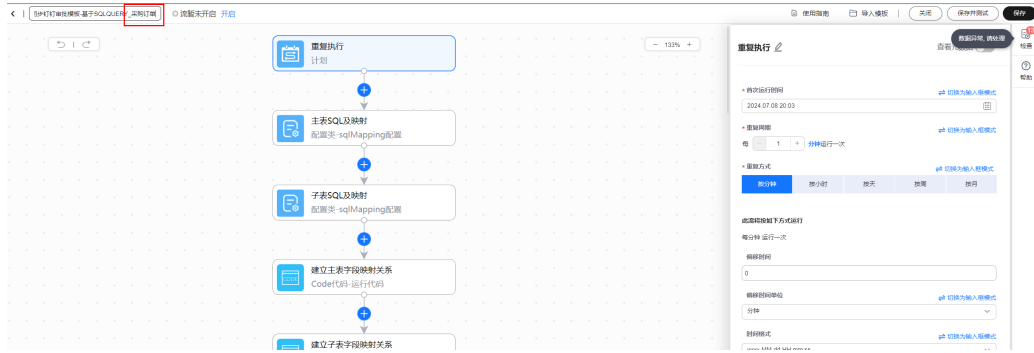 步钉钉审批模板-基于SQLQUERY_采购订单
流暂未开启 开启
使用指南
导入模板
关闭
保存并测试
保存
133%
重复执行
计划
主表SQL及映射
配置类-sqlMapping配置
子表SQL及映射
配置类-sqlMapping配置
建立主表字段映射关系
Code代码-运行代码
建立子表字段映射关系
重复执行
数据异常, 请处理
检查
帮助
* 首次运行时间
切换为输入框模式
2024.07.08 20:03
* 重复周期
切换为输入框模式
每 - 1 + 分钟运行一次
* 重复方式
切换为输入框模式
按分钟 按小时 按天 按周 按月
此流将按如下方式运行
每分钟 运行一次
偏移时间
0
偏移时间单位
切换为输入框模式
分钟
时间格式
切换为输入框模式